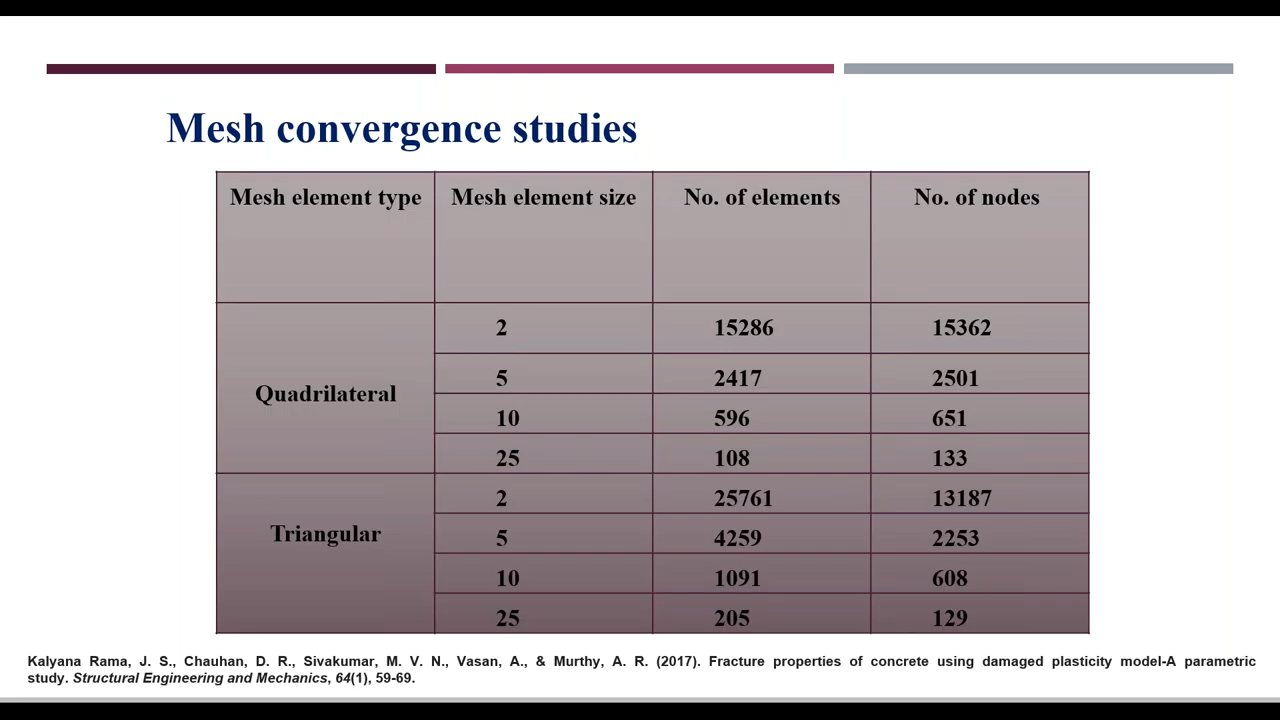 Mesh convergence studies
Mesh element type Mesh element size No. of elements No. of nodes
Quadrilateral
2 15286 15362
5 2417 2501
10 596 651
25 108 133
Triangular
2 25761 13187
5 4259 2253
10 1091 608
25 205 129
Kalyana Rama, J. S., Chauhan, D. R., Sivakumar, M. V. N., Vasan, A., & Murthy, A. R. (2017). Fracture properties of concrete using damaged plasticity model-A parametric
study. Structural Engineering and Mechanics, 64(1), 59-69.